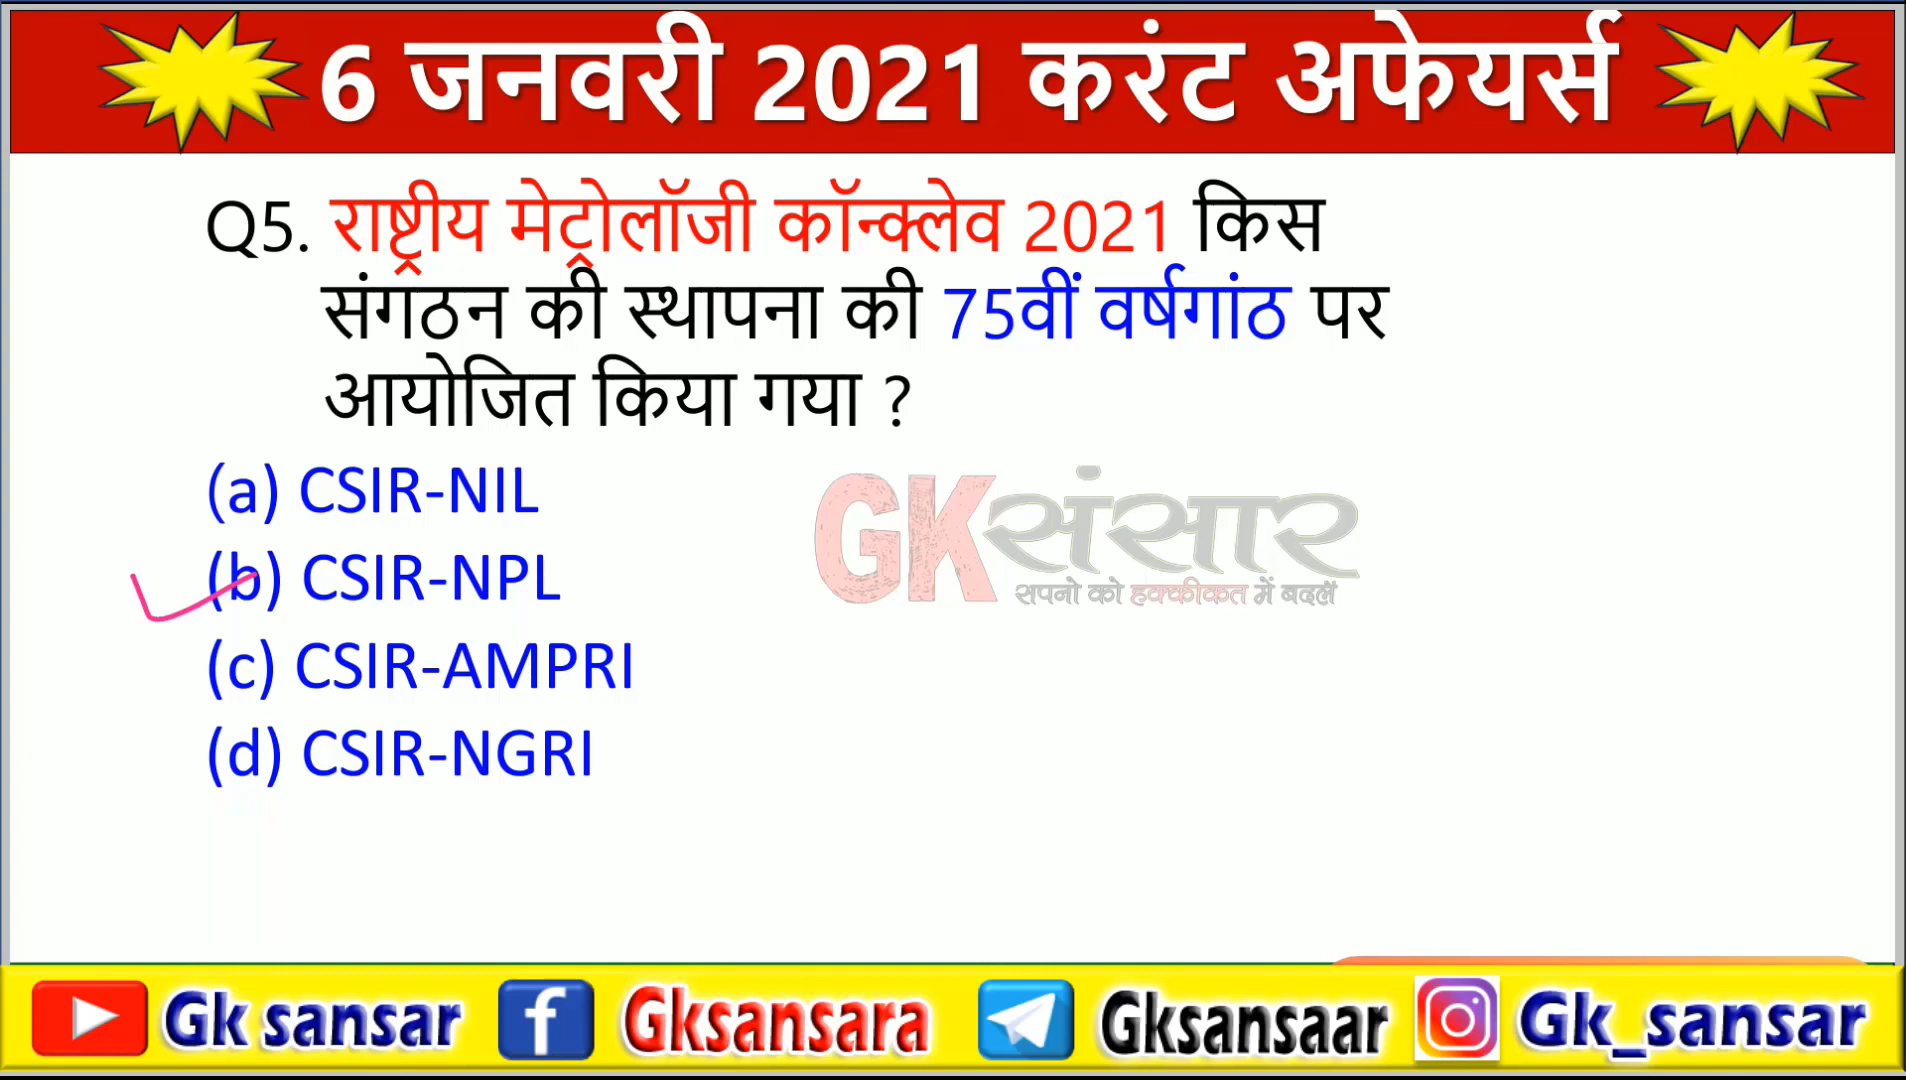 6 जनवरी 2021 करंट अफेयर्स
Q5. राष्ट्रीय मेट्रोलॉजी कॉन्क्लेव 2021 किस
संगठन की स्थापना की 75वीं वर्षगांठ पर
आयोजित किया गया ?
(a) CSIR-NIL
(b) CSIR-NPL
(c) CSIR-AMPRI
(d) CSIR-NGRI
GKसंसार
सपनो को हक्कीकत में बदलें
Gk sansar
Gksansara
Gksansaar
Gk_sansar